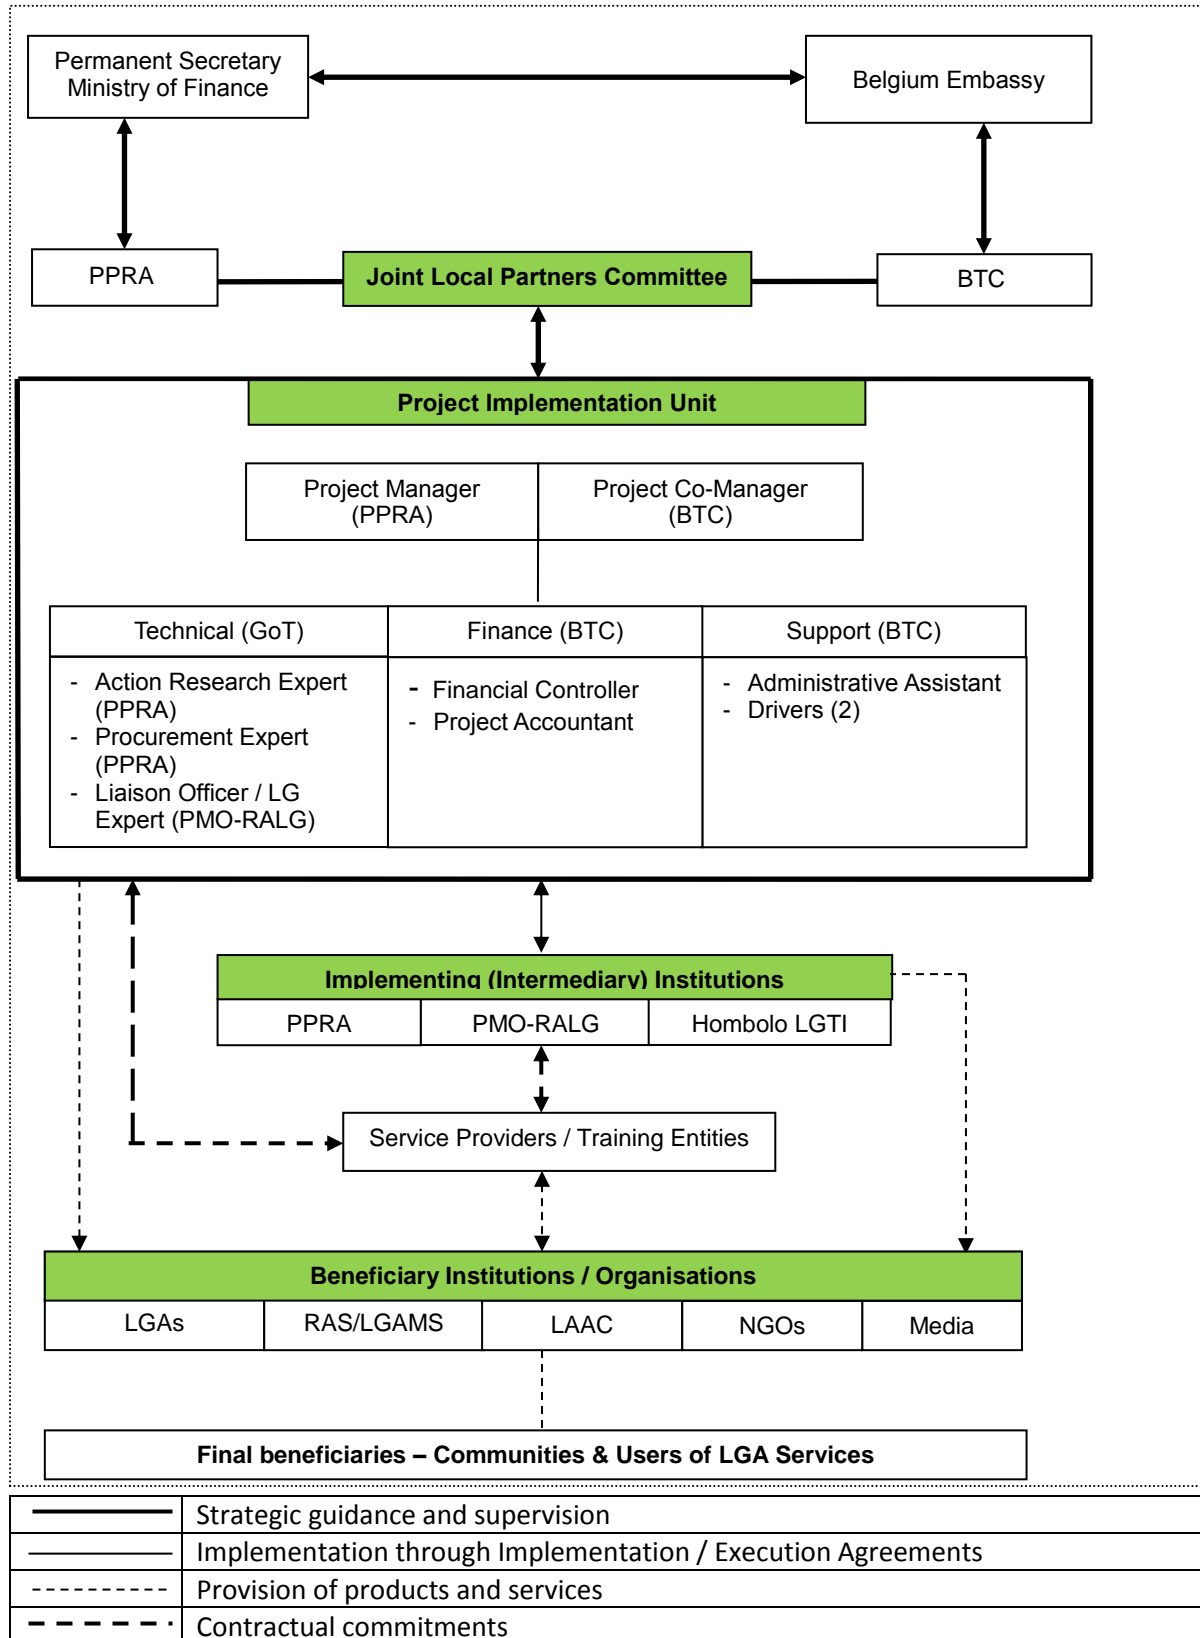 Permanent Secretary
Ministry of Finance
Belgium Embassy
PPRA
Joint Local Partners Committee
BTC
Project Implementation Unit
Project Manager
(PPRA)
Project Co-Manager
(BTC)
Technical (GoT)
Finance (BTC)
Support (BTC)
- Action Research Expert
(PPRA)
- Procurement Expert
(PPRA)
- Liaison Officer / LG
Expert (PMO-RALG)
- Financial Controller
- Project Accountant
- Administrative Assistant
- Drivers (2)
Implementing (Intermediary) Institutions
PPRA
PMO-RALG
Hombolo LGTI
Service Providers / Training Entities
Beneficiary Institutions / Organisations
LGAs
RAS/LGAMS
LAAC
NGOs
Media
Final beneficiaries – Communities & Users of LGA Services
Strategic guidance and supervision
Implementation through Implementation / Execution Agreements
Provision of products and services
Contractual commitments